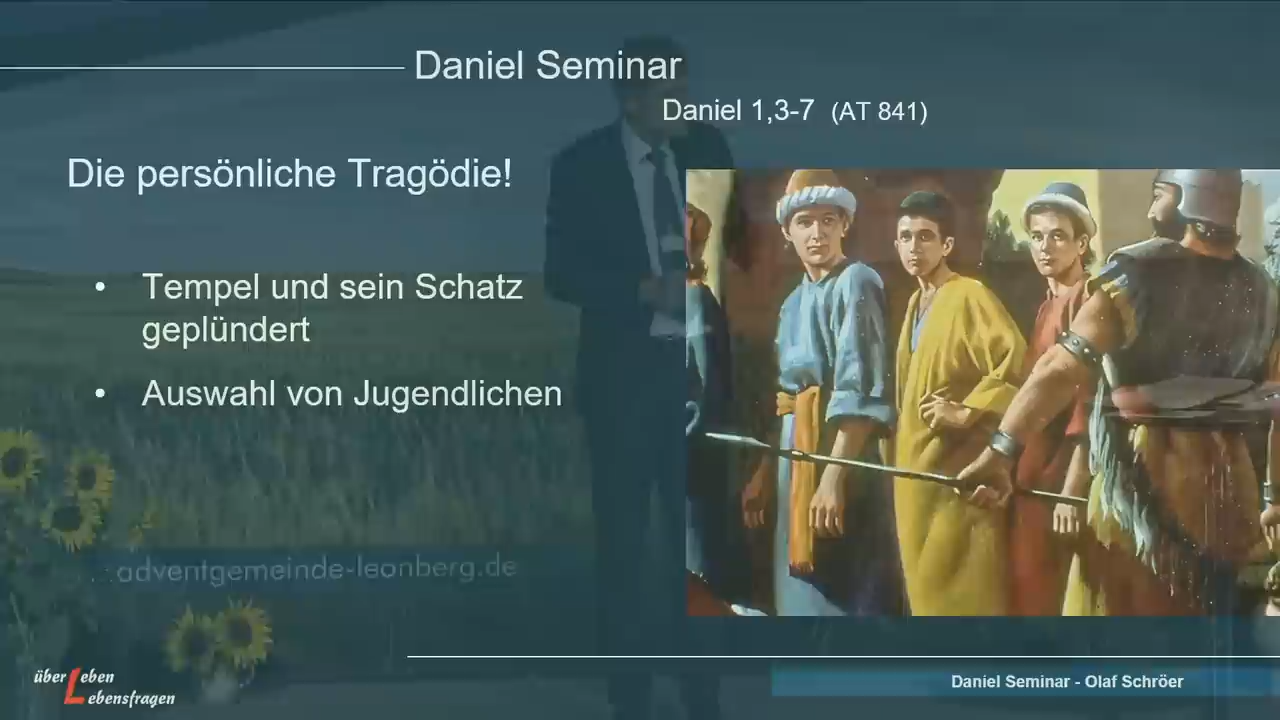 Daniel Seminar
Daniel 1,3-7 (AT 841)
Die persönliche Tragödie!
• Tempel und sein Schatz
geplündert
• Auswahl von Jugendlichen
adventgemeinde-leonberg.de
über Leben
Lebensfragen
Daniel Seminar - Olaf Schröer